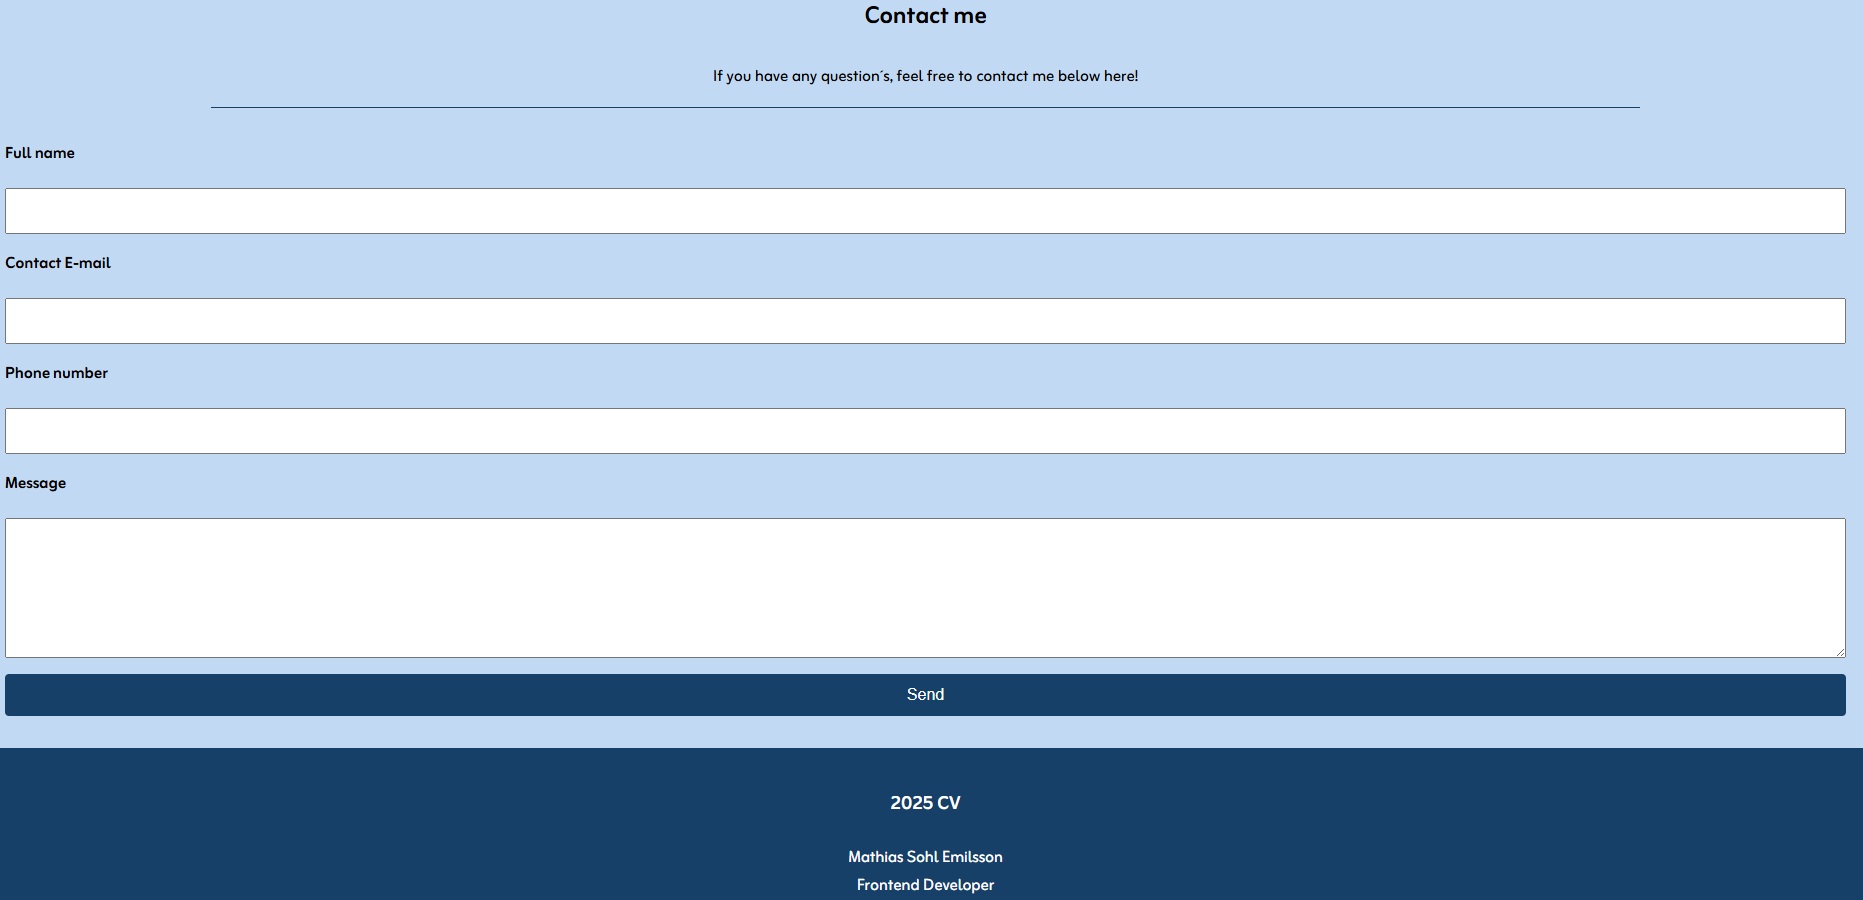 Contact me
If you have any question´s, feel free to contact me below here!
Full name
Contact E-mail
Phone number
Message
Send
2025 CV
Mathias Sohl Emilsson
Frontend Developer